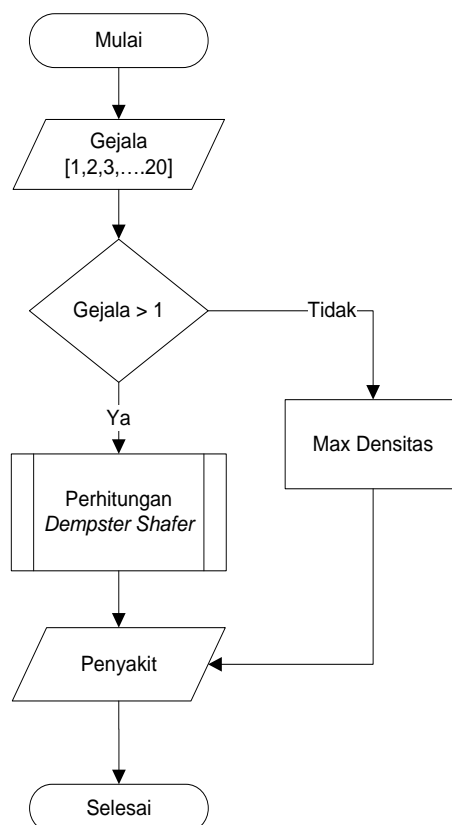 Mulai
Gejala
[1,2,3,….20]
Gejala > 1
Tidak
Ya
Max Densitas
Perhitungan
Dempster Shafer
Penyakit
Selesai